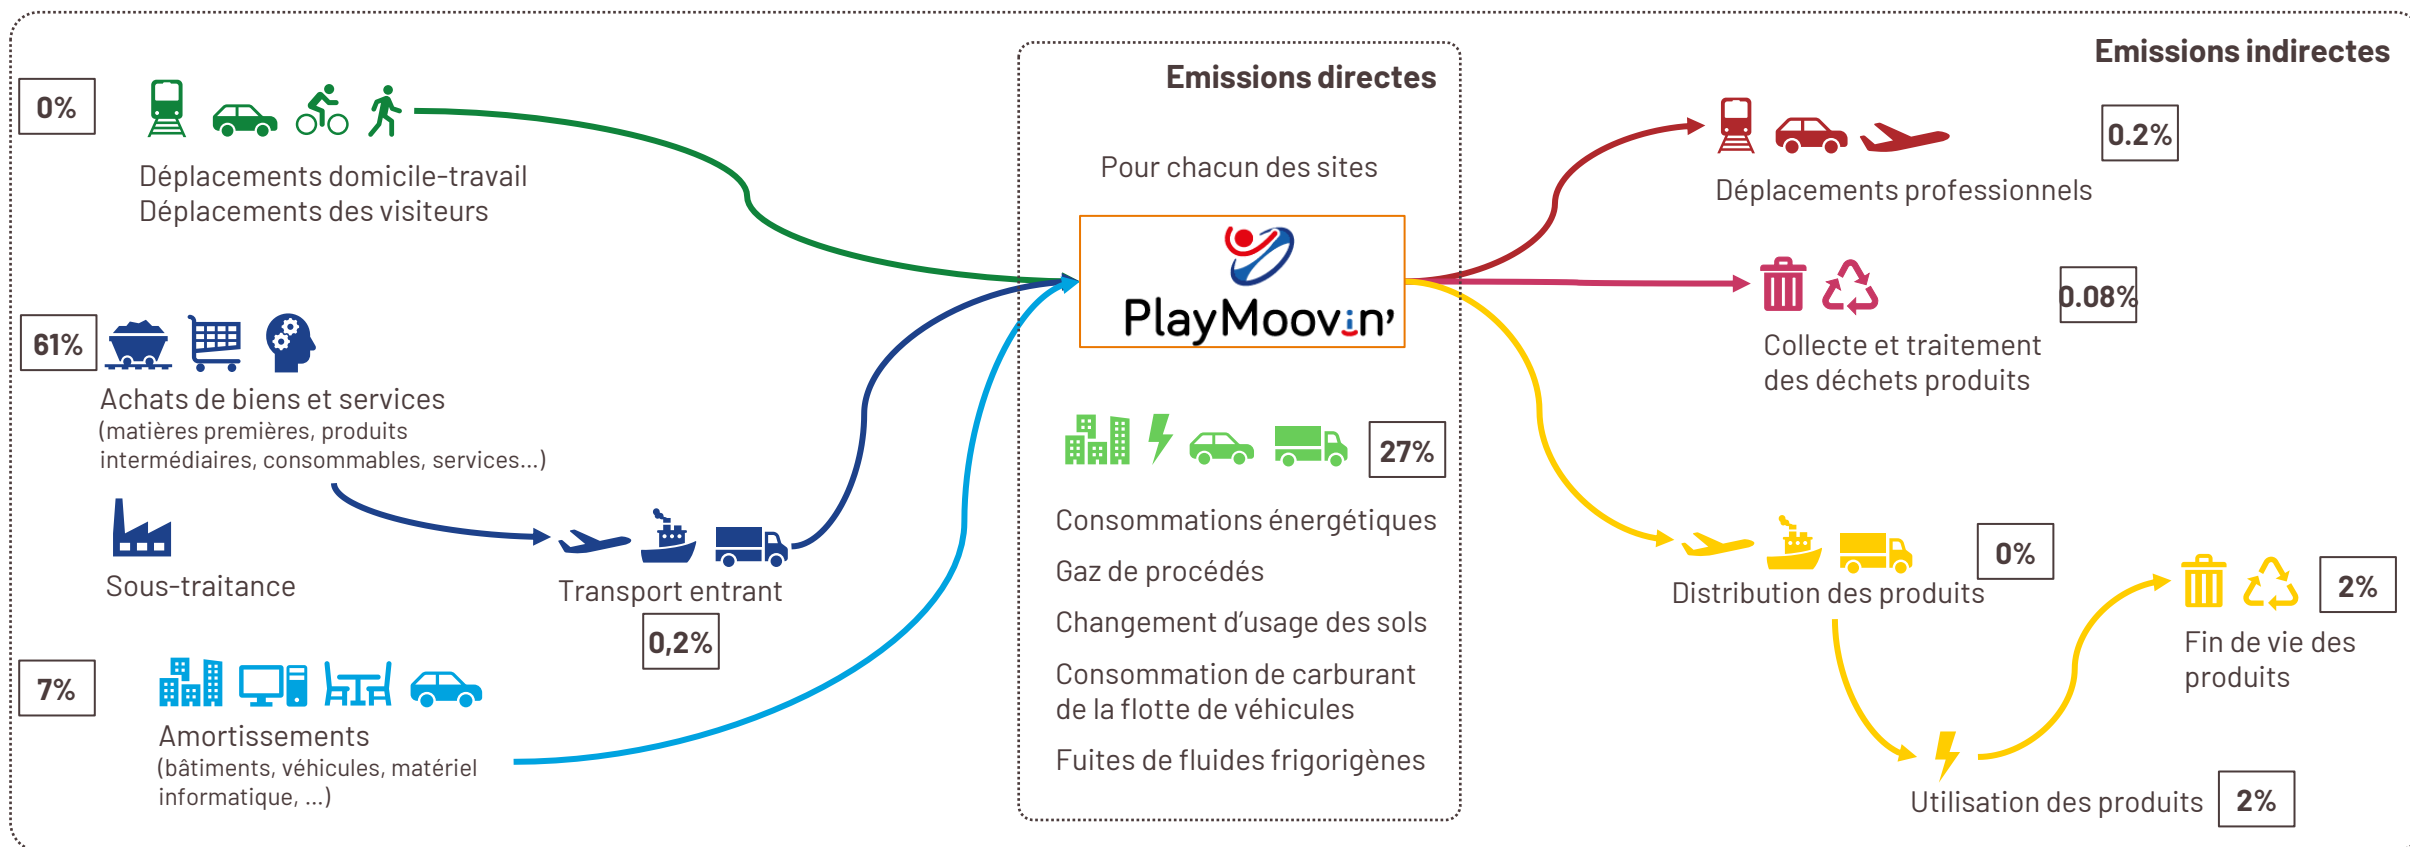 0%
Déplacements domicile-travail
Déplacements des visiteurs
61%
Achats de biens et services
(matières premières, produits
intermédiaires, consommables, services...)
Sous-traitance
Transport entrant
0,2%
7%
Amortissements
(bâtiments, véhicules, matériel
informatique, ...)
Emissions directes
Pour chacun des sites
PlayMoovin'
27%
Consommations énergétiques
Gaz de procédés
Changement d'usage des sols
Consommation de carburant
de la flotte de véhicules
Fuites de fluides frigorigènes
Emissions indirectes
0.2%
Déplacements professionnels
0.08%
Collecte et traitement
des déchets produits
0%
Distribution des produits
2%
Fin de vie des
produits
Utilisation des produits
2%